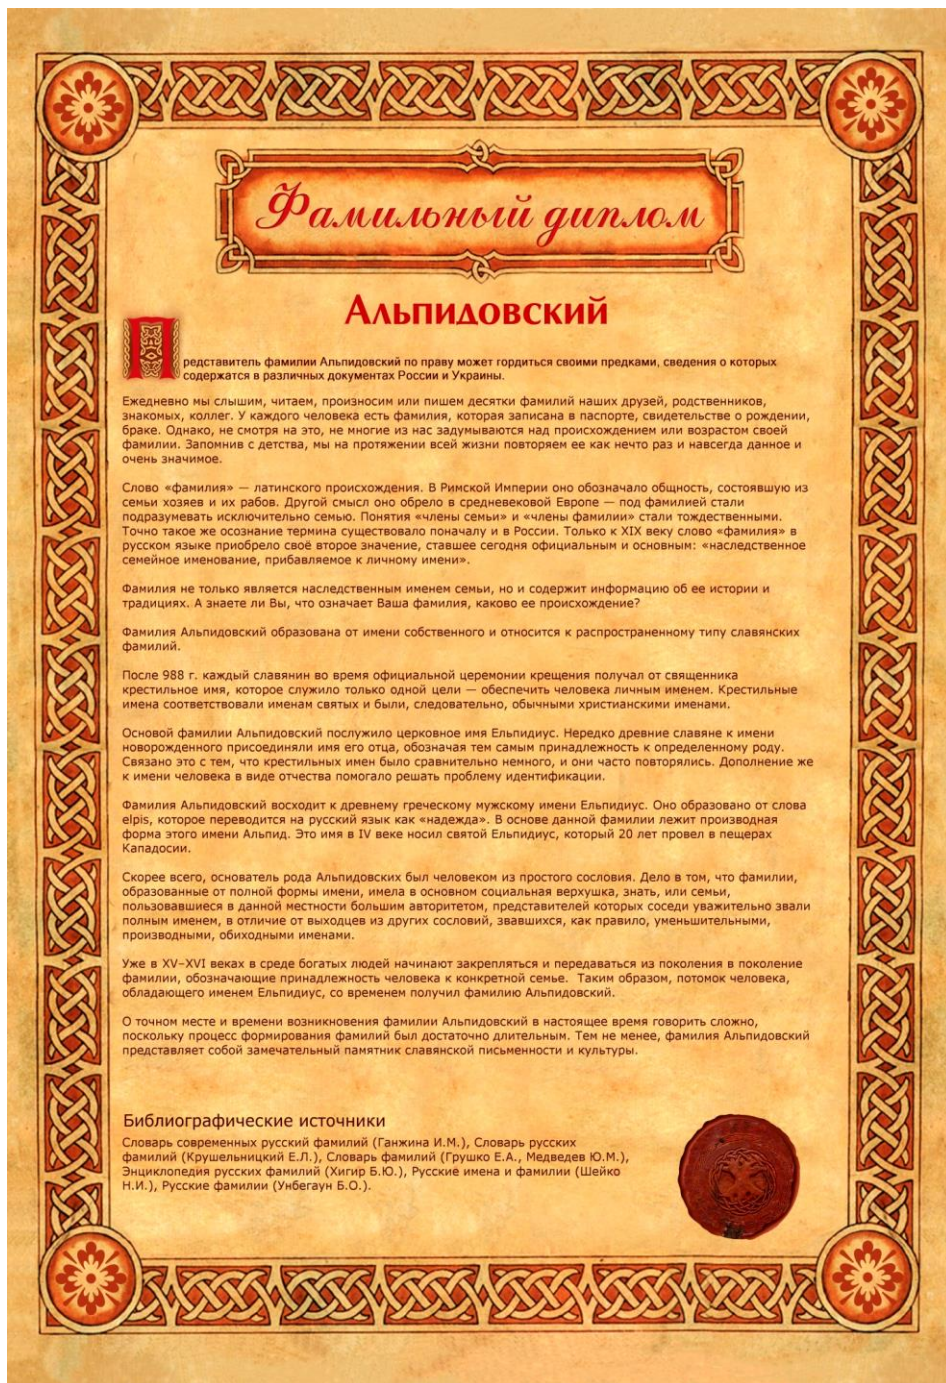 Фамильный диплом
Альпидовский
Представитель фамилии Альпидовский по праву может гордиться своими предками, сведения о которых
содержатся в различных документах России и Украины.
Ежедневно мы слышим, читаем, произносим или пишем десятки фамилий наших друзей, родственников,
знакомых, коллег. У каждого человека есть фамилия, которая записана в паспорте, свидетельстве о рождении,
браке. Однако, не смотря на это, не многие из нас задумываются над происхождением или возрастом своей
фамилии. Запомнив с детства, мы на протяжении всей жизни повторяем ее как нечто раз и навсегда данное и
очень значимое.
Слово «фамилия» — латинского происхождения. В Римской Империи оно обозначало общность, состоявшую из
семьи хозяев и их рабов. Другой смысл оно обрело в средневековой Европе — под фамилией стали
подразумевать исключительно семью. Понятия «члены семьи» и «члены фамилии» стали тождественными.
Точно такое же осознание термина существовало поначалу и в России. Только к XIX веку слово «фамилия» в
русском языке приобрело своё второе значение, ставшее сегодня официальным и основным: «наследственное
семейное именование, прибавляемое к личному имени».
Фамилия не только является наследственным именем семьи, но и содержит информацию об ее истории и
традициях. А знаете ли Вы, что означает Ваша фамилия, каково ее происхождение?
Фамилия Альпидовский образована от имени собственного и относится к распространенному типу славянских
фамилий.
После 988 г. каждый славянин во время официальной церемонии крещения получал от священника
крестильное имя, которое служило только одной цели — обеспечить человека личным именем. Крестильные
имена соответствовали именам святых и были, следовательно, обычными христианскими именами.
Основой фамилии Альпидовский послужило церковное имя Ельпидиус. Нередко древние славяне к имени
новорожденного присоединяли имя его отца, обозначая тем самым принадлежность к определенному роду.
Связано это с тем, что крестильных имен было сравнительно немного, и они часто повторялись. Дополнение же
к имени человека в виде отчества помогало решать проблему идентификации.
Фамилия Альпидовский восходит к древнему греческому мужскому имени Ельпидиус. Оно образовано от слова
elpis, которое переводится на русский язык как «надежда». В основе данной фамилии лежит производная
форма этого имени Альпид. Это имя в IV веке носил святой Ельпидиус, который 20 лет провел в пещерах
Кападосии.
Скорее всего, основатель рода Альпидовских был человеком из простого сословия. Дело в том, что фамилии,
образованные от полной формы имени, имела в основном социальная верхушка, знать, или семьи,
пользовавшиеся в данной местности большим авторитетом, представителей которых соседи уважительно звали
полным именем, в отличие от выходцев из других сословий, звавшихся, как правило, уменьшительными,
производными, обиходными именами.
Уже в XV–XVI веках в среде богатых людей начинают закрепляться и передаваться из поколения в поколение
фамилии, обозначающие принадлежность человека к конкретной семье. Таким образом, потомок человека,
обладающего именем Ельпидиус, со временем получил фамилию Альпидовский.
О точном месте и времени возникновения фамилии Альпидовский в настоящее время говорить сложно,
поскольку процесс формирования фамилий был достаточно длительным. Тем не менее, фамилия Альпидовский
представляет собой замечательный памятник славянской письменности и культуры.
Библиографические источники
Словарь современных русский фамилий (Ганжина И.М.), Словарь русских
фамилий (Крушельницкий Е.Л.), Словарь фамилий (Грушко Е.А., Медведев Ю.М.),
Энциклопедия русских фамилий (Хигир Б.Ю.), Русские имена и фамилии (Шейко
Н.И.), Русские фамилии (Унбегаун Б.О.).